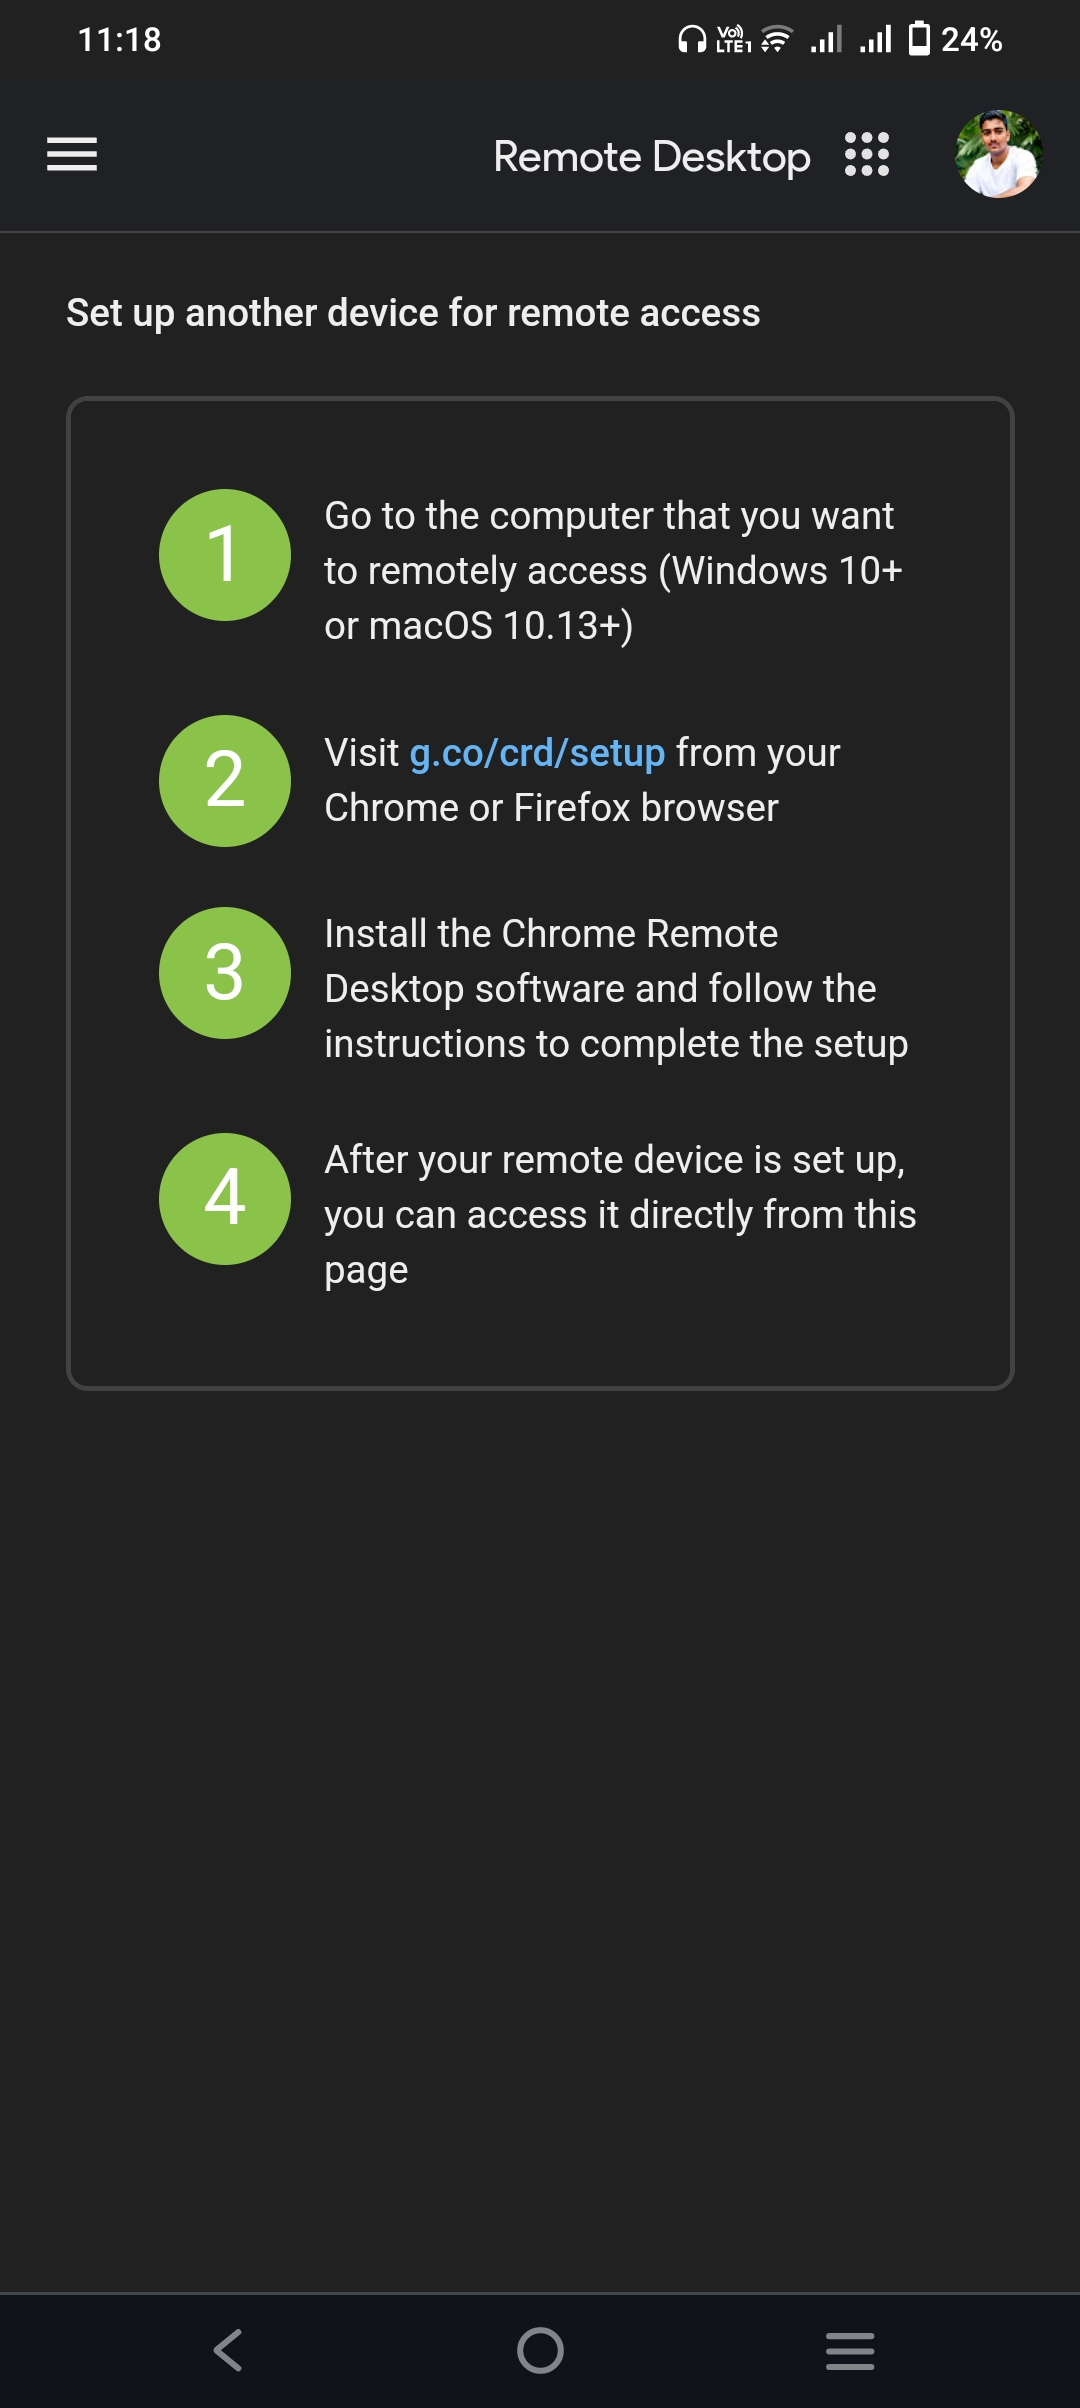 11:18
Vo)) LTE1
24%
Remote Desktop
Set up another device for remote access
1
Go to the computer that you want
to remotely access (Windows 10+
or macOS 10.13+)
2
Visit g.co/crd/setup from your
Chrome or Firefox browser
3
Install the Chrome Remote
Desktop software and follow the
instructions to complete the setup
4
After your remote device is set up,
you can access it directly from this
page